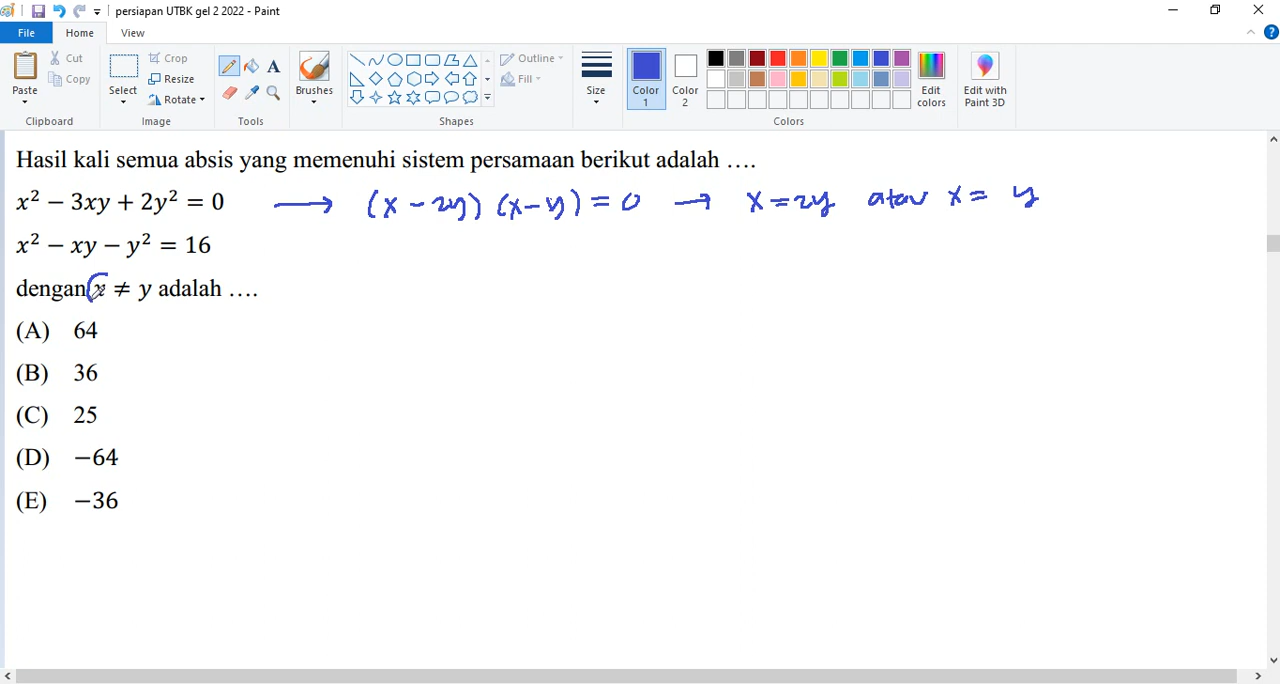 persiapan UTBK gel 2 2022 - Paint
File Home View
Paste Cut Copy Select Crop Resize Rotate Brushes Outline Fill Size Color 1 Color 2 Edit colors Edit with Paint 3D
Clipboard Image Tools Shapes Colors
Hasil kali semua absis yang memenuhi sistem persamaan berikut adalah ….
x² − 3xy + 2y² = 0 → (x − 2y) (x − y) = 0 → x = 2y atau x = y
x² − xy − y² = 16
dengan x ≠ y adalah ….
(A) 64
(B) 36
(C) 25
(D) −64
(E) −36